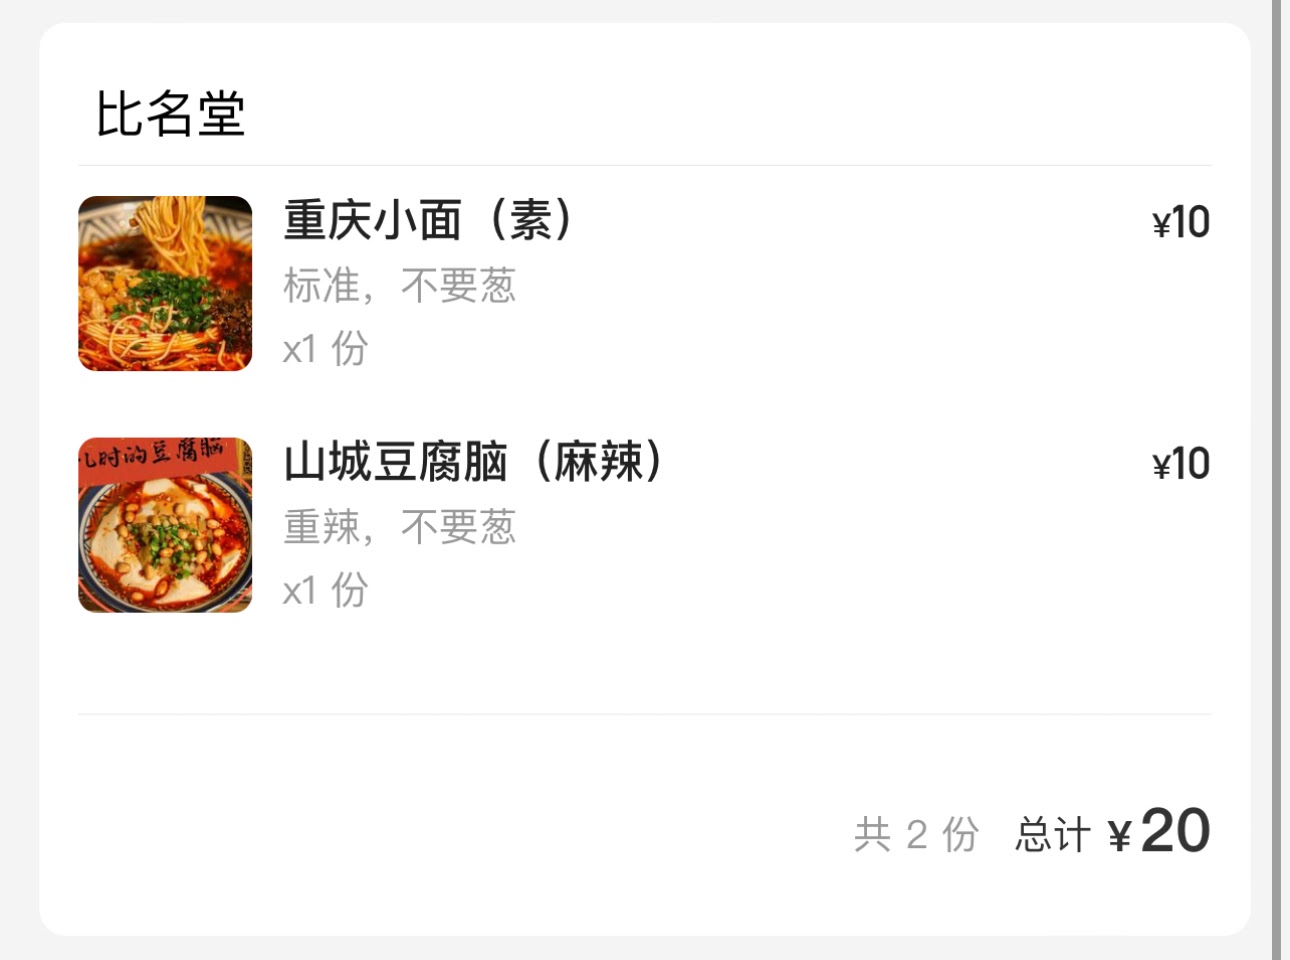 比名堂
重庆小面（素）
¥10
标准，不要葱
x1 份
儿时的豆腐脑
山城豆腐脑（麻辣）
¥10
重辣，不要葱
x1 份
共 2 份 总计 ¥20